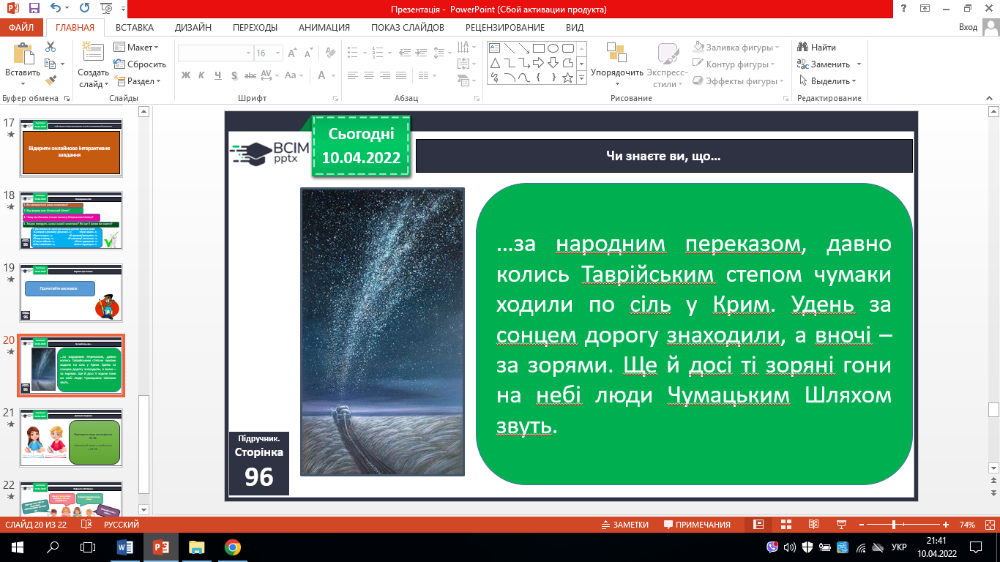 Презентація - PowerPoint (Сбой активации продукта)
ФАЙЛ ГЛАВНАЯ ВСТАВКА ДИЗАЙН ПЕРЕХОДЫ АНИМАЦИЯ ПОКАЗ СЛАЙДОВ РЕЦЕНЗИРОВАНИЕ ВИД Вход
Вставить
Буфер обмена
Создать слайд
Макет
Сбросить
Раздел
Слайды
16
Ж К Ч S abc AV Aa A
Шрифт
Абзац
Упорядочить
Экспресс-стили
Заливка фигуры
Контур фигуры
Эффекты фигуры
Рисование
Найти
Заменить
Выделить
Редактирование
17
Відкрити онлайнове інтерактивне
завдання
18
96
19
Прочитайте висновок
96
20
...за народним переказом, давно
колись Таврійським степом чумаки
ходили по сіль у Крим. Удень за
сонцем дорогу знаходили, а вночі –
за зорями. Ще й досі ті зоряні гони
на небі люди Чумацьким Шляхом
звуть.
96
21
22
Сьогодні
10.04.2022
BCIM
pptx
Чи знаєте ви, що...
...за народним переказом, давно
колись Таврійським степом чумаки
ходили по сіль у Крим. Удень за
сонцем дорогу знаходили, а вночі –
за зорями. Ще й досі ті зоряні гони
на небі люди Чумацьким Шляхом
звуть.
Підручник.
Сторінка
96
СЛАЙД 20 ИЗ 22 РУССКИЙ ЗАМЕТКИ ПРИМЕЧАНИЯ 74%
УКР
21:41
10.04.2022